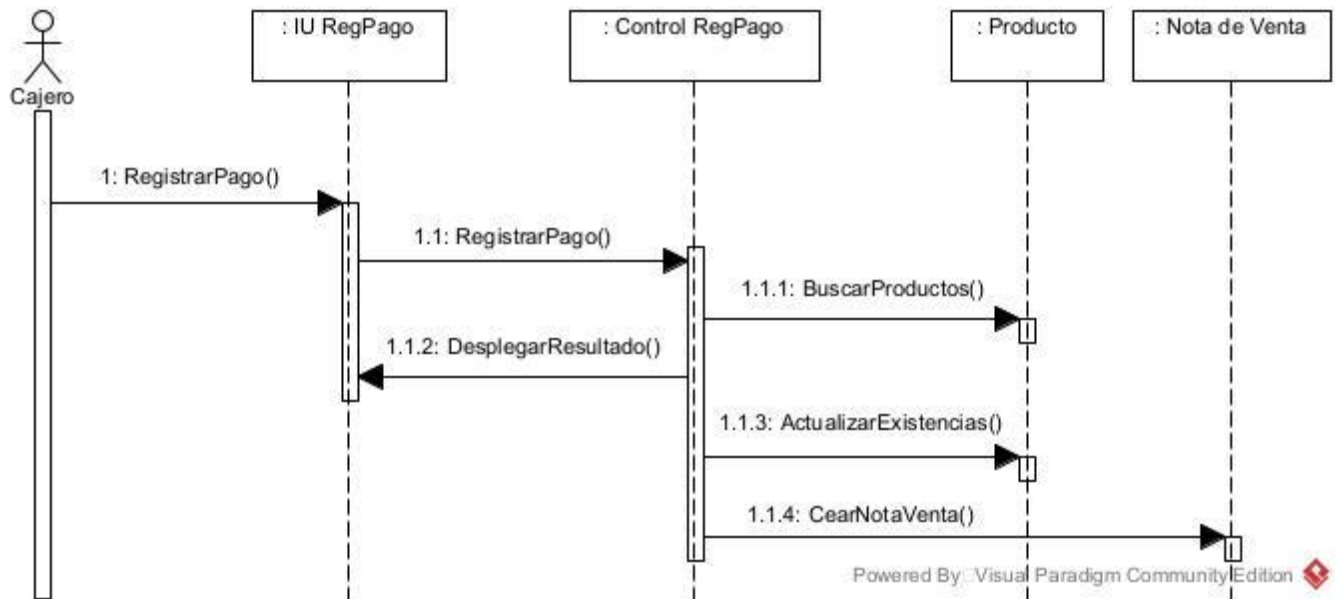 : IU RegPago
: Control RegPago
: Producto
: Nota de Venta
Cajero
1: RegistrarPago()
1.1: RegistrarPago()
1.1.1: BuscarProductos()
1.1.2: DesplegarResultado()
1.1.3: ActualizarExistencias()
1.1.4: CearNotaVenta()
Powered By Visual Paradigm Community Edition